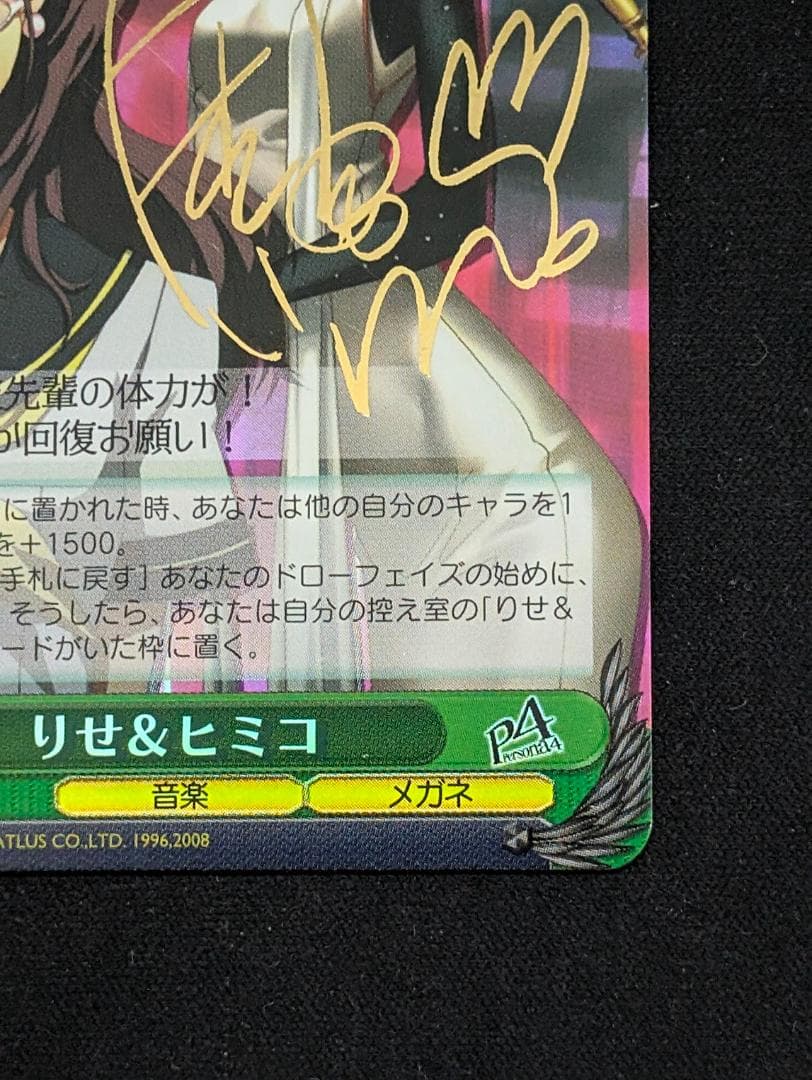 先輩の体力が！
が回復お願い！
に置かれた時、あなたは他の自分のキャラを1
を＋1500。
手札に戻す］あなたのドローフェイズの始めに、
そうしたら、あなたは自分の控え室の「りせ＆
ードがいた枠に置く。
りせ&ヒミコ
P4
Persona4
音楽
メガネ
ATLUS CO.,LTD. 1996,2008